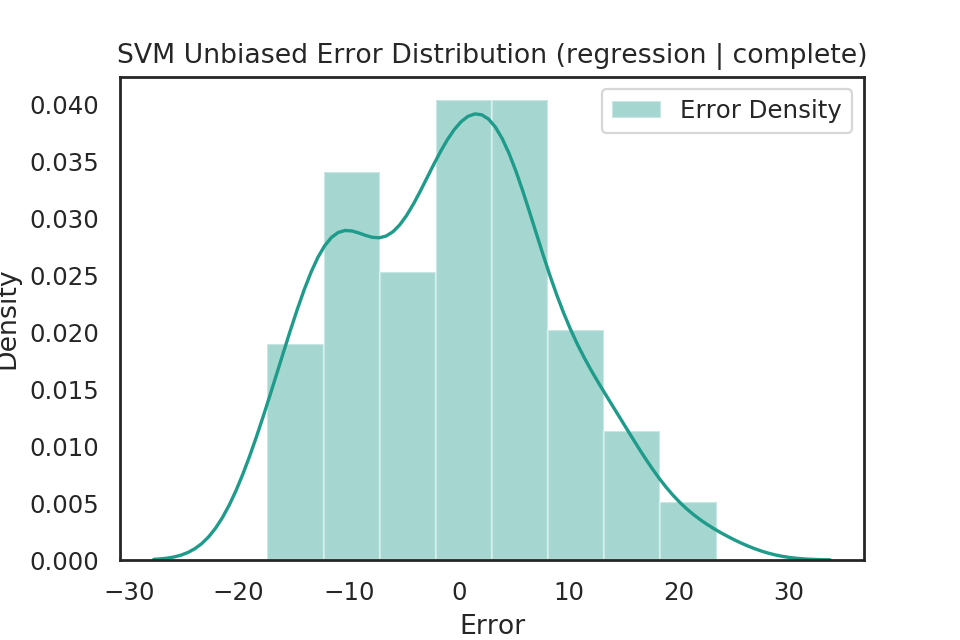 SVM Unbiased Error Distribution (regression | complete)
Error Density
0.040
0.035
0.030
0.025
0.020
0.015
0.010
0.005
0.000
Density
−30 −20 −10 0 10 20 30
Error